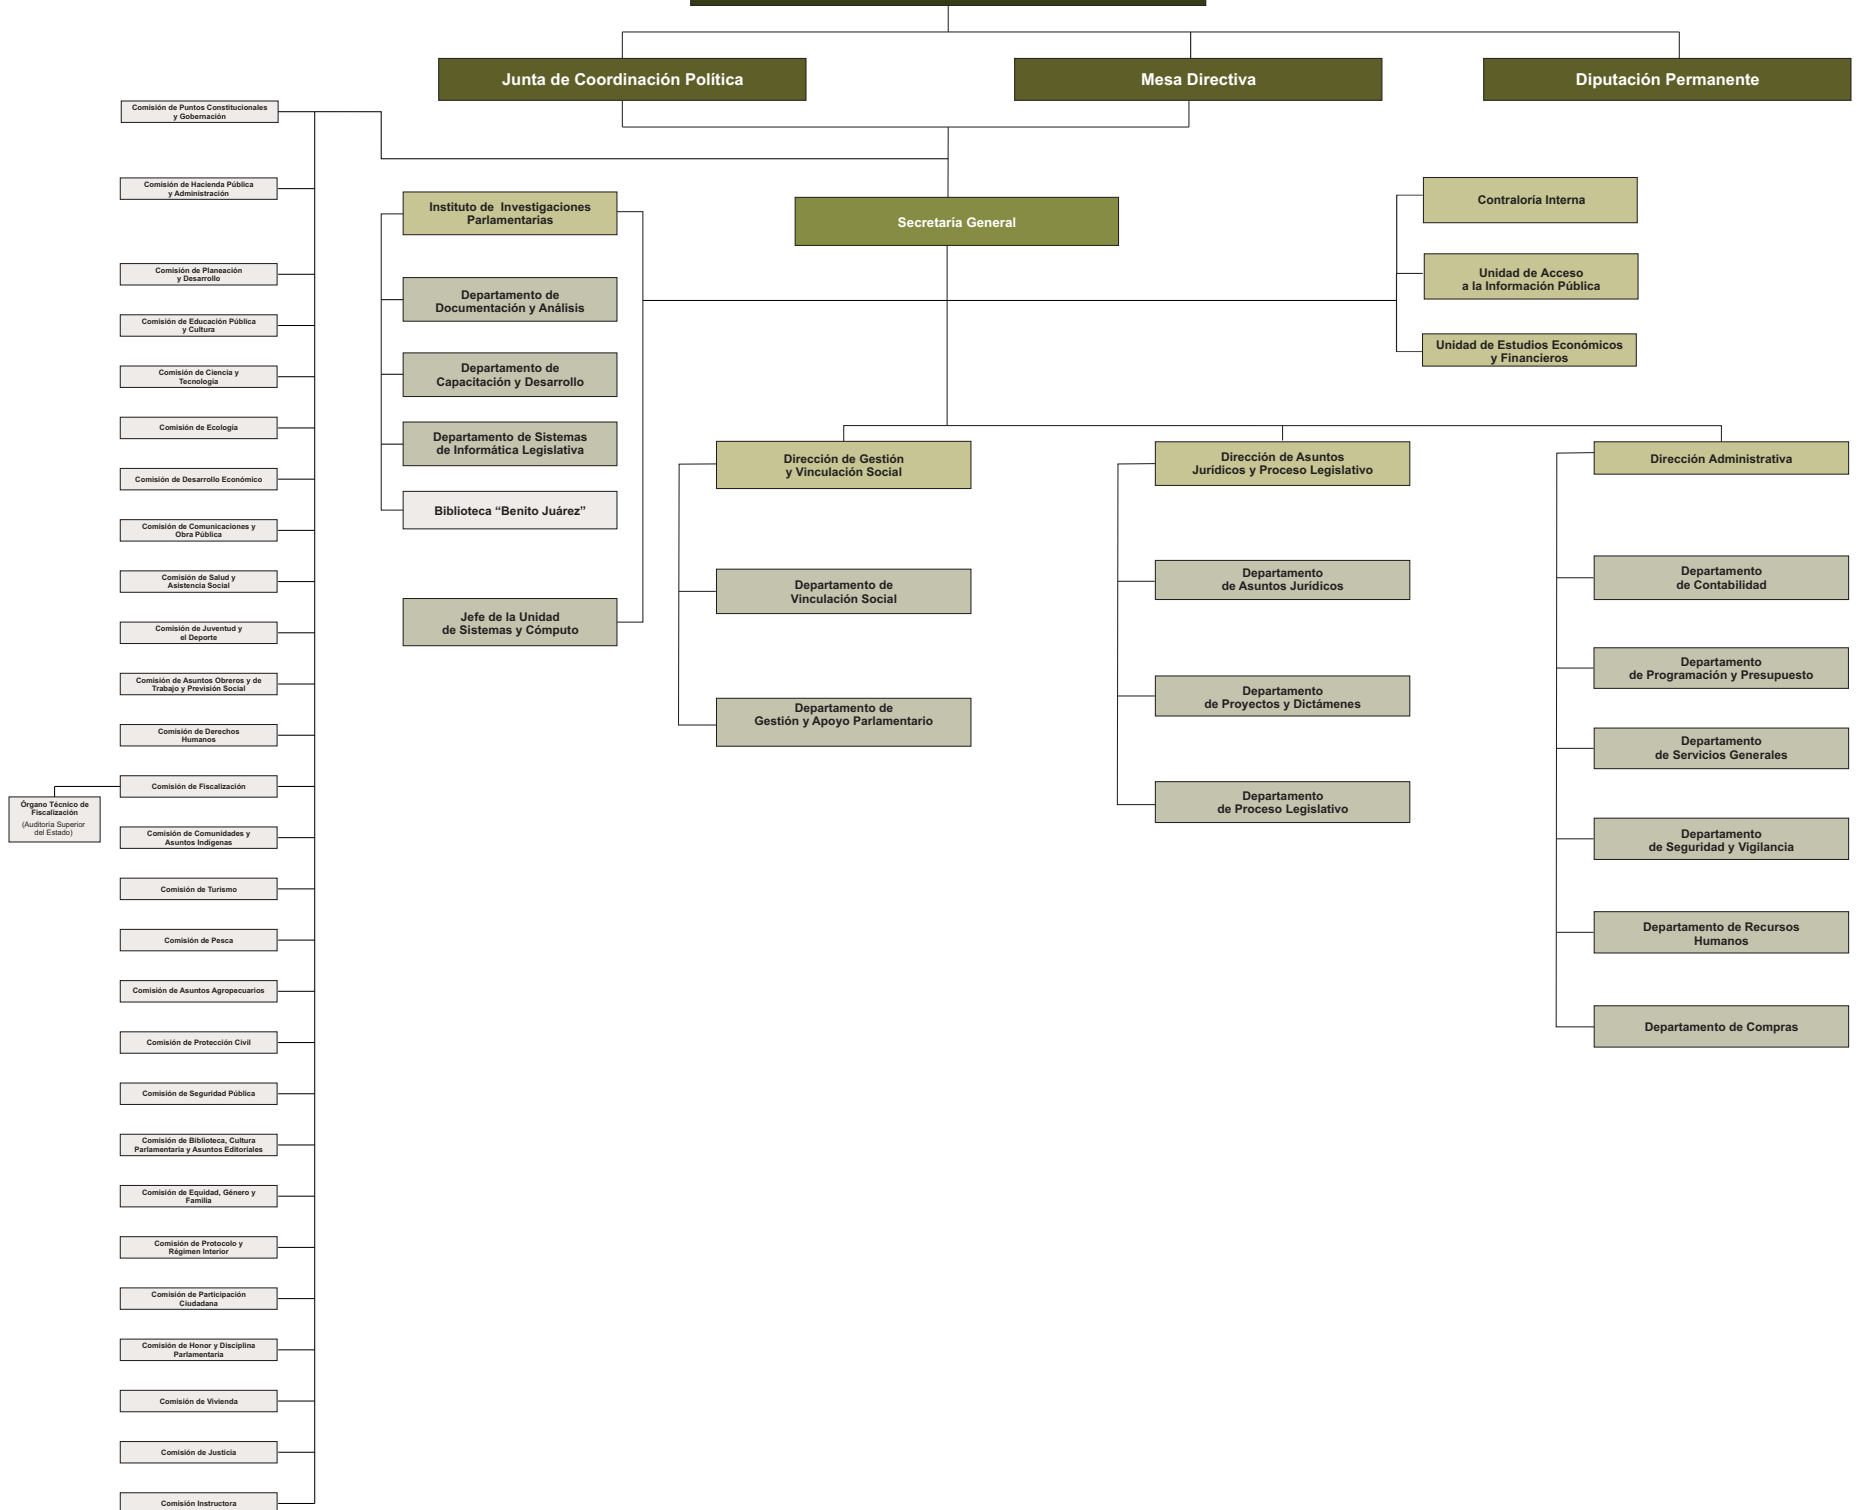 Junta de Coordinación Política
Mesa Directiva
Diputación Permanente
Comisión de Puntos Constitucionales
y Gobernación
Comisión de Hacienda Pública
y Administración
Comisión de Planeación
y Desarrollo
Comisión de Educación Pública
y Cultura
Comisión de Ciencia y
Tecnología
Comisión de Ecología
Comisión de Desarrollo Económico
Comisión de Comunicaciones y
Obra Pública
Comisión de Salud y
Asistencia Social
Comisión de Juventud y
el Deporte
Comisión de Asuntos Obreros y de
Trabajo y Previsión Social
Comisión de Derechos
Humanos
Comisión de Fiscalización
Órgano Técnico de
Fiscalización
(Auditoría Superior
del Estado)
Comisión de Comunidades y
Asuntos Indígenas
Comisión de Turismo
Comisión de Pesca
Comisión de Asuntos Agropecuarios
Comisión de Protección Civil
Comisión de Seguridad Pública
Comisión de Biblioteca, Cultura
Parlamentaria y Asuntos Editoriales
Comisión de Equidad, Género y
Familia
Comisión de Protocolo y
Régimen Interior
Comisión de Participación
Ciudadana
Comisión de Honor y Disciplina
Parlamentaria
Comisión de Vivienda
Comisión de Justicia
Comisión Instructora
Instituto de Investigaciones
Parlamentarias
Departamento de
Documentación y Análisis
Departamento de
Capacitación y Desarrollo
Departamento de Sistemas
de Informática Legislativa
Biblioteca “Benito Juárez”
Jefe de la Unidad
de Sistemas y Cómputo
Secretaría General
Contraloría Interna
Unidad de Acceso
a la Información Pública
Unidad de Estudios Económicos
y Financieros
Dirección de Gestión
y Vinculación Social
Departamento de
Vinculación Social
Departamento de
Gestión y Apoyo Parlamentario
Dirección de Asuntos
Jurídicos y Proceso Legislativo
Departamento
de Asuntos Jurídicos
Departamento
de Proyectos y Dictámenes
Departamento
de Proceso Legislativo
Dirección Administrativa
Departamento
de Contabilidad
Departamento
de Programación y Presupuesto
Departamento
de Servicios Generales
Departamento
de Seguridad y Vigilancia
Departamento de Recursos
Humanos
Departamento de Compras